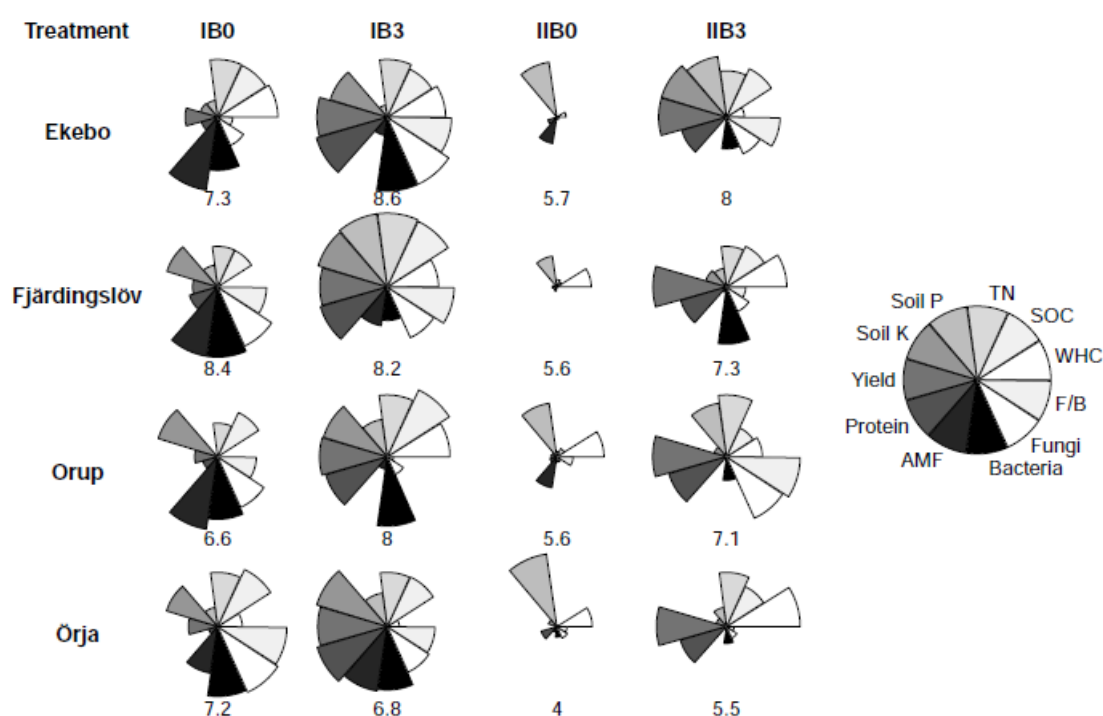 Treatment IB0 IB3 IIB0 IIB3
Ekebo
7.3 8.6 5.7 8
Fjärdingslöv
8.4 8.2 5.6 7.3
Orup
6.6 8 5.6 7.1
Örja
7.2 6.8 4 5.5
Soil P TN
Soil K SOC
WHC
Yield
F/B
Protein
Fungi
AMF
Bacteria